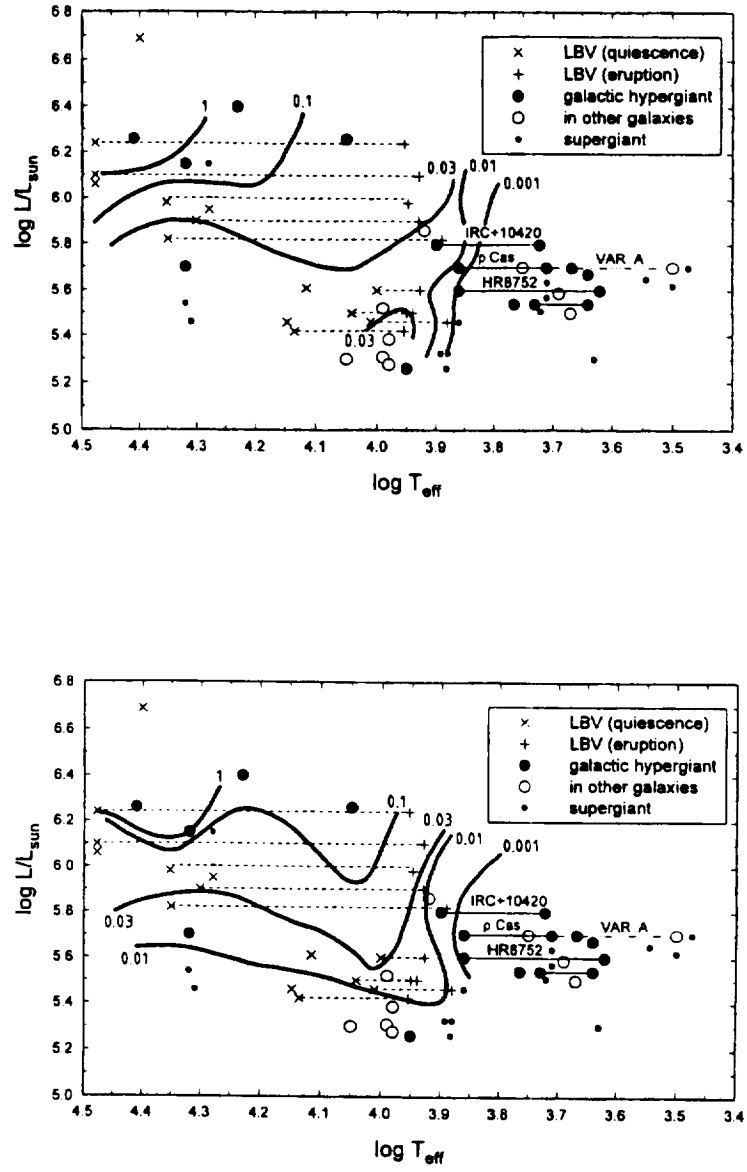 6.8
6.4
6.2
6.0
5.8
5.6
5.4
5.2
5.0
log L/Lsun
4.5 4.4 4.3 4.2 4.1 4.0 3.9 3.8 3.7 3.6 3.5 3.4
log Teff
LBV (quiescence)
LBV (eruption)
galactic hypergiant
in other galaxies
supergiant
1
0.1
0.03
0.01
0.001
IRC+10420
ρ Cas
VAR A
HR8752
0.03
6.8
6.6
6.4
6.2
6.0
5.8
5.6
5.4
5.2
5.0
log L/Lsun
4.5 4.4 4.3 4.2 4.1 4.0 3.9 3.8 3.7 3.6 3.5 3.4
log Teff
LBV (quiescence)
LBV (eruption)
galactic hypergiant
in other galaxies
supergiant
1
0.1
0.03
0.01
0.001
IRC+10420
ρ Cas
VAR A
HR8752
0.03
0.01